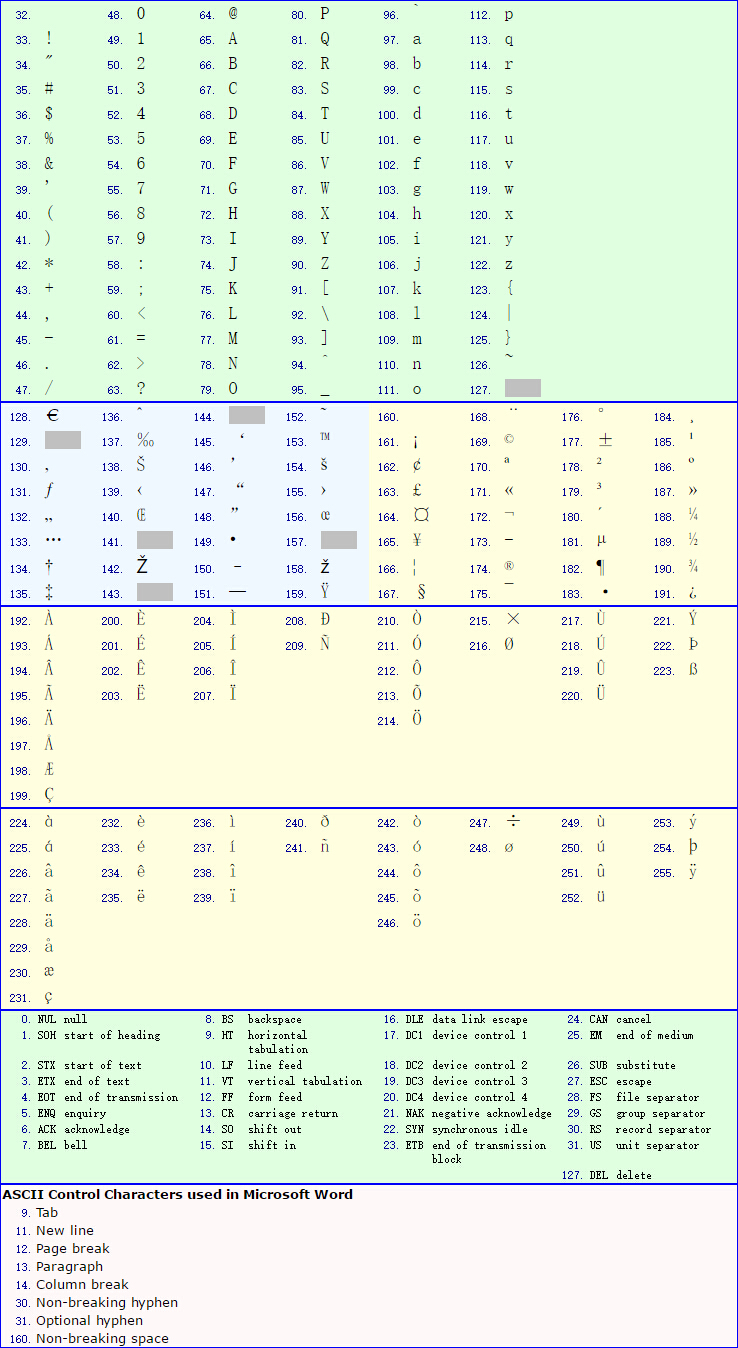 32. 48. 0 64. @ 80. P 96. ` 112. p
33. ! 49. 1 65. A 81. Q 97. a 113. q
34. ″ 50. 2 66. B 82. R 98. b 114. r
35. # 51. 3 67. C 83. S 99. c 115. s
36. $ 52. 4 68. D 84. T 100. d 116. t
37. % 53. 5 69. E 85. U 101. e 117. u
38. & 54. 6 70. F 86. V 102. f 118. v
39. ’ 55. 7 71. G 87. W 103. g 119. w
40. ( 56. 8 72. H 88. X 104. h 120. x
41. ) 57. 9 73. I 89. Y 105. i 121. y
42. * 58. : 74. J 90. Z 106. j 122. z
43. + 59. ; 75. K 91. [ 107. k 123. {
44. , 60. < 76. L 92. \ 108. l 124. |
45. - 61. = 77. M 93. ] 109. m 125. }
46. . 62. > 78. N 94. ^ 110. n 126. ~
47. / 63. ? 79. O 95. _ 111. o 127.
128. € 136. ˆ 144. 152. ˜ 160. 168. ¨ 176. ° 184. ¸
129. 137. ‰ 145. ‘ 153. ™ 161. ¡ 169. © 177. ± 185. ¹
130. ‚ 138. Š 146. ’ 154. š 162. ¢ 170. ª 178. ² 186. º
131. ƒ 139. ‹ 147. “ 155. › 163. £ 171. « 179. ³ 187. »
132. „ 140. Œ 148. ” 156. œ 164. ¤ 172. ¬ 180. ´ 188. ¼
133. … 141. 149. • 157. 165. ¥ 173. - 181. µ 189. ½
134. † 142. Ž 150. – 158. ž 166. ¦ 174. ® 182. ¶ 190. ¾
135. ‡ 143. 151. — 159. Ÿ 167. § 175. ¯ 183. · 191. ¿
192. À 200. È 204. Ì 208. Ð 210. Ò 215. × 217. Ù 221. Ý
193. Á 201. É 205. Í 209. Ñ 211. Ó 216. Ø 218. Ú 222. Þ
194. Â 202. Ê 206. Î 212. Ô 219. Û 223. ß
195. Ã 203. Ë 207. Ï 213. Õ 220. Ü
196. Ä 214. Ö
197. Å
198. Æ
199. Ç
224. à 232. è 236. ì 240. ð 242. ò 247. ÷ 249. ù 253. ý
225. á 233. é 237. í 241. ñ 243. ó 248. ø 250. ú 254. þ
226. â 234. ê 238. î 244. ô 251. û 255. ÿ
227. ã 235. ë 239. ï 245. õ 252. ü
228. ä 246. ö
229. å
230. æ
231. ç
0. NUL null 8. BS backspace 16. DLE data link escape 24. CAN cancel
1. SOH start of heading 9. HT horizontal 17. DC1 device control 1 25. EM end of medium
tabulation
2. STX start of text 10. LF line feed 18. DC2 device control 2 26. SUB substitute
3. ETX end of text 11. VT vertical tabulation 19. DC3 device control 3 27. ESC escape
4. EOT end of transmission 12. FF form feed 20. DC4 device control 4 28. FS file separator
5. ENQ enquiry 13. CR carriage return 21. NAK negative acknowledge 29. GS group separator
6. ACK acknowledge 14. SO shift out 22. SYN synchronous idle 30. RS record separator
7. BEL bell 15. SI shift in 23. ETB end of transmission 31. US unit separator
block
127. DEL delete
ASCII Control Characters used in Microsoft Word
9. Tab
11. New line
12. Page break
13. Paragraph
14. Column break
30. Non-breaking hyphen
31. Optional hyphen
160. Non-breaking space